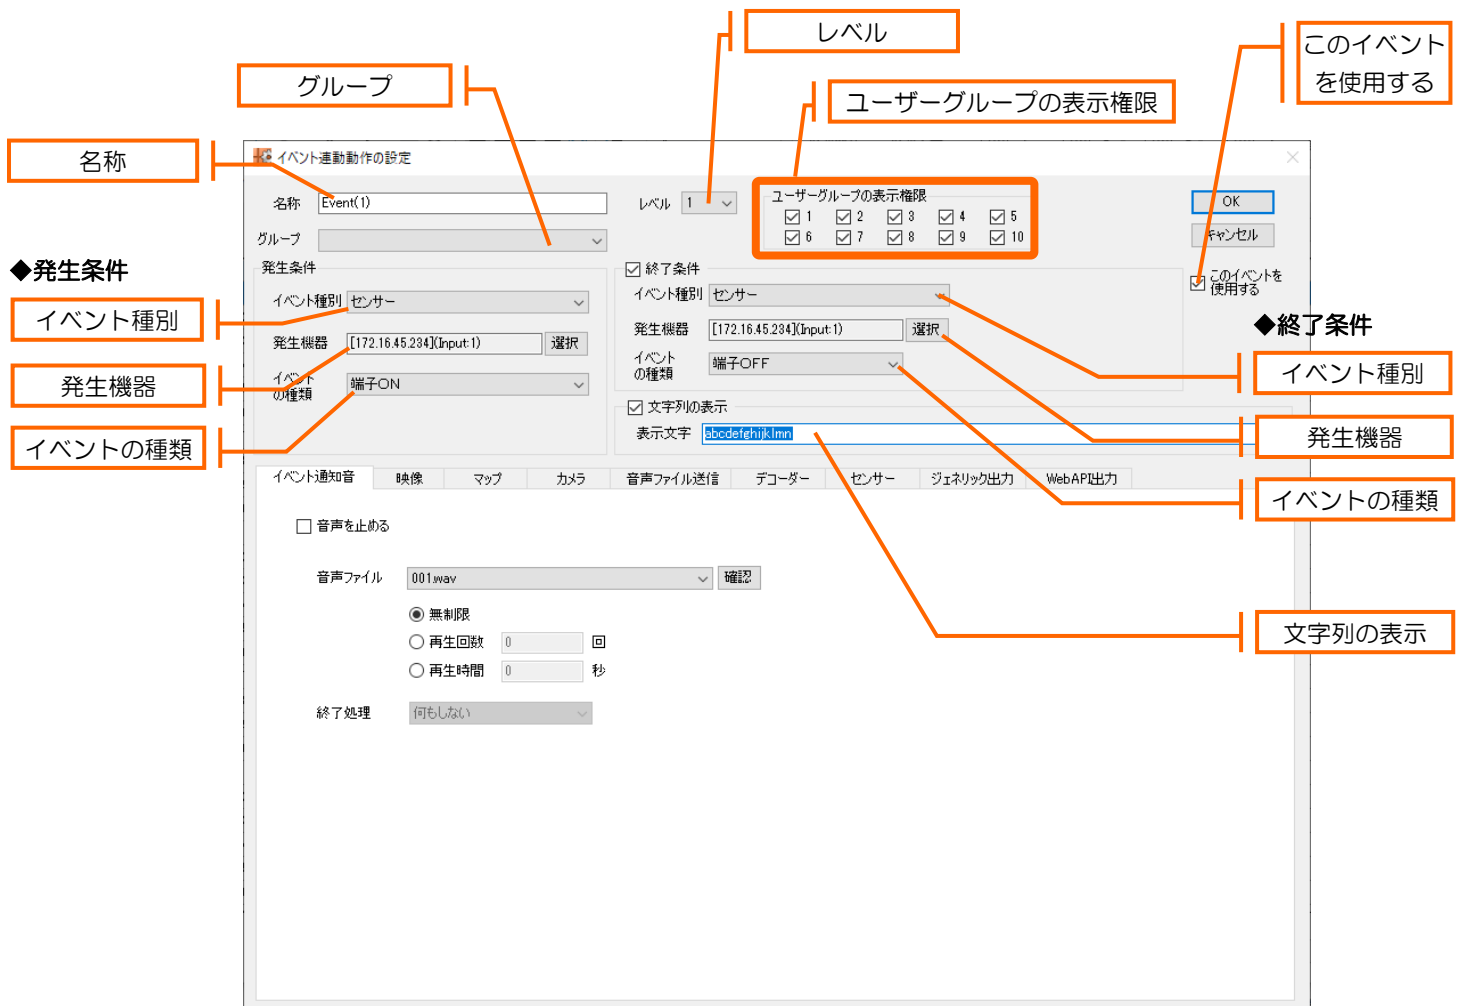 レベル
このイベント
を使用する
グループ
ユーザーグループの表示権限
名称
イベント連動動作の設定
名称 Event(1)
レベル 1
ユーザーグループの表示権限
1 2 3 4 5
6 7 8 9 10
OK
キャンセル
グループ
◆発生条件
発生条件
終了条件
このイベントを
使用する
イベント種別
イベント種別 センサー
イベント種別 センサー
◆終了条件
発生機器 [172.16.45.234](Input:1) 選択
発生機器 [172.16.45.234](Input:1) 選択
発生機器
イベント
の種類 端子ON
イベント
の種類 端子OFF
イベント種別
文字列の表示
表示文字 abcdefghijklmn
発生機器
イベントの種類
イベント通知音 映像 マップ カメラ 音声ファイル送信 デコーダー センサー ジェネリック出力 WebAPI出力
イベントの種類
音声を止める
音声ファイル 001.wav 確認
無制限
再生回数 0 回
再生時間 0 秒
文字列の表示
終了処理 何もしない